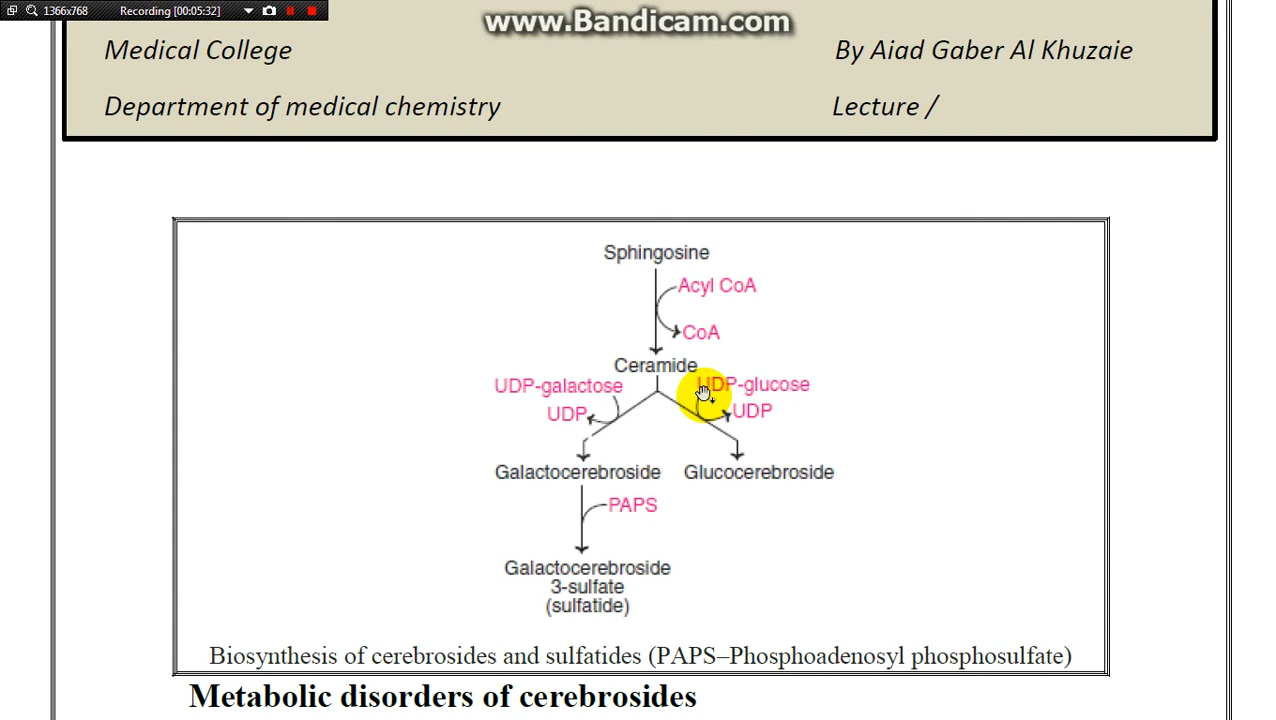 1366x768 Recording [00:05:32]
www.Bandicam.com
Medical College By Aiad Gaber Al Khuzaie
Department of medical chemistry Lecture /
Sphingosine
Acyl CoA
CoA
Ceramide
UDP-galactose UDP-glucose
UDP UDP
Galactocerebroside Glucocerebroside
PAPS
Galactocerebroside
3-sulfate
(sulfatide)
Biosynthesis of cerebrosides and sulfatides (PAPS–Phosphoadenosyl phosphosulfate)
Metabolic disorders of cerebrosides